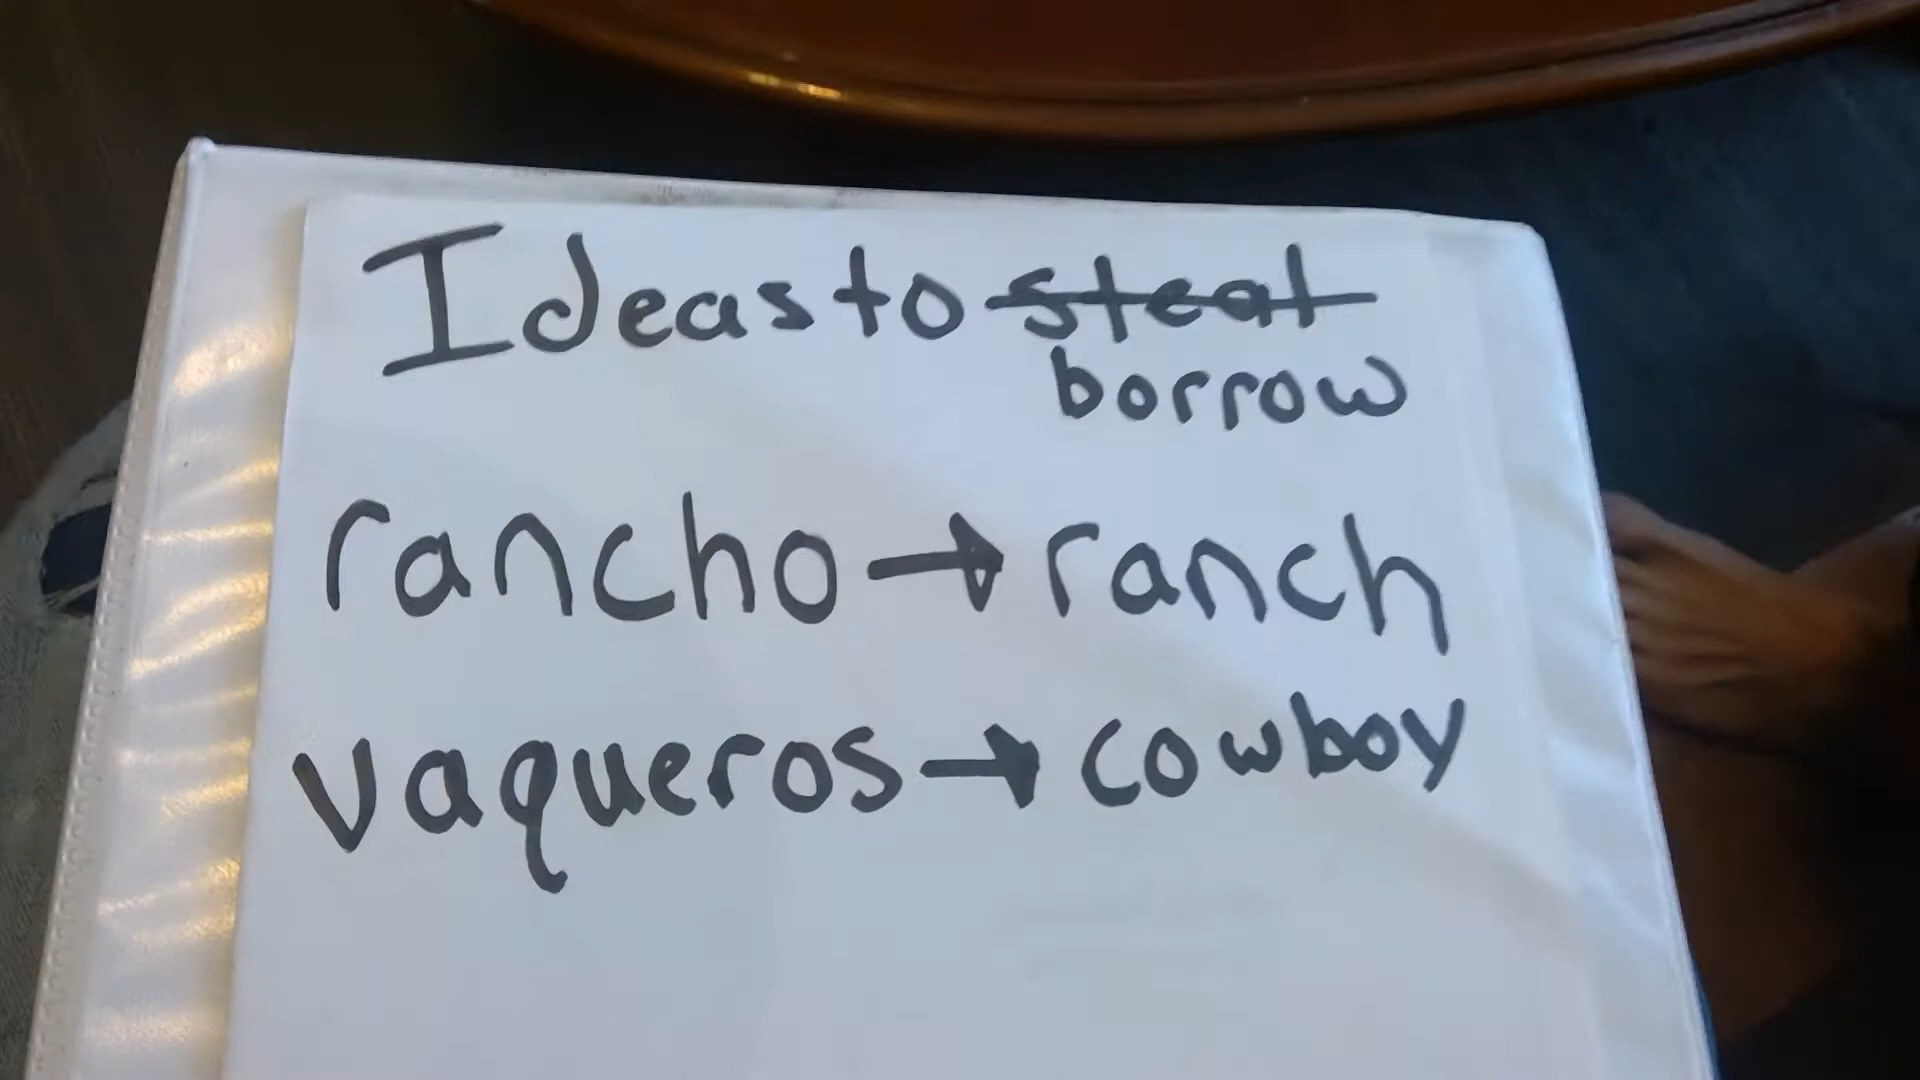 Ideas to steal
borrow
rancho → ranch
vaqueros → cowboy